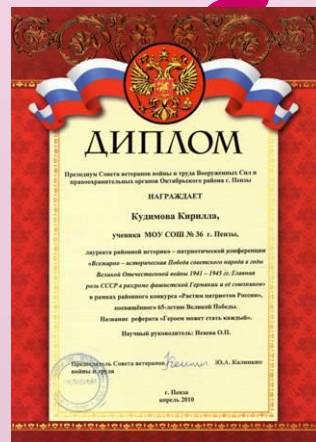 ДИПЛОМ
Президиум Совета ветеранов войны и труда Вооруженных Сил и
правоохранительных органов Октябрьского района г. Пензы
НАГРАЖДАЕТ
Кудимова Кирилла,
ученика МОУ СОШ № 36 г. Пензы,
лауреата районной историко – патриотической конференции
«Всемирно – историческая Победа советского народа в годы
Великой Отечественной войны 1941 – 1945 гг. Главная
роль СССР в разгроме фашистской Германии и её союзников»
в рамках районного конкурса «Растим патриотов России»,
посвящённого 65-летию Великой Победы.
Название реферата «Героем может стать каждый».
Научный руководитель: О.П.
Председатель Совета ветеранов Ю.А.
войны и труда
г. Пенза
апрель 2010